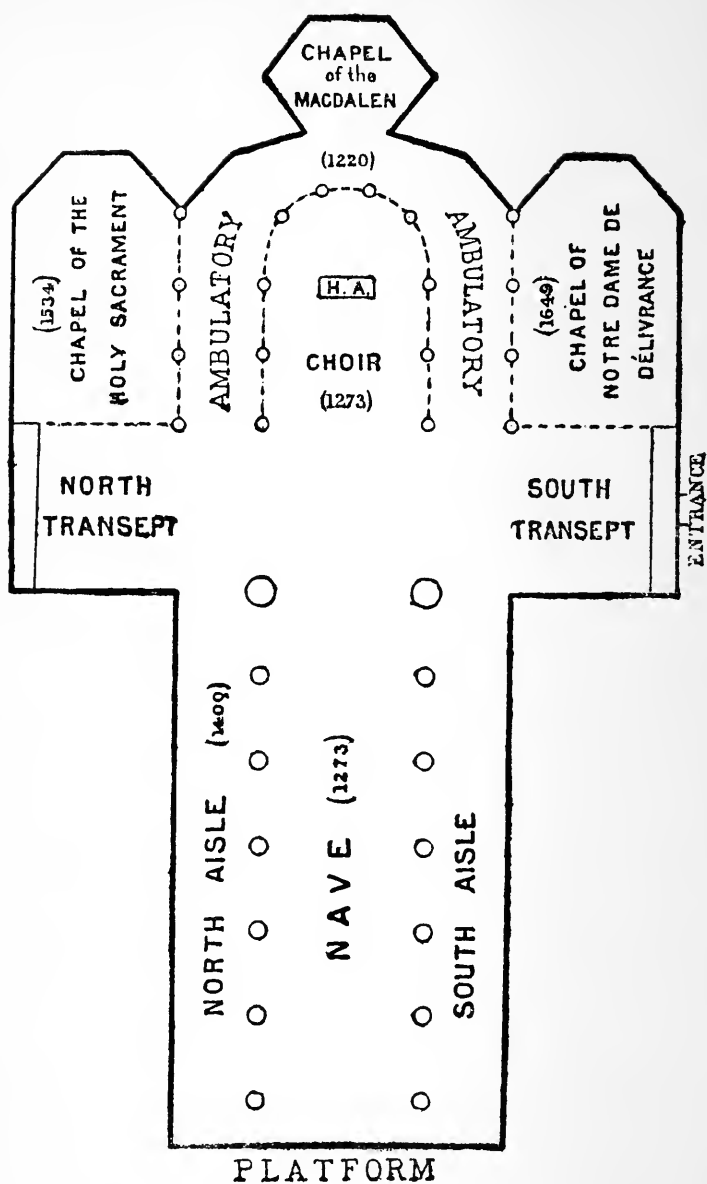 CHAPEL
of the
MAGDALEN
(1220)
(1534)
CHAPEL OF THE
HOLY SACRAMENT
AMBULATORY
H.A.
CHOIR
(1273)
AMBULATORY
(1649)
CHAPEL OF
NOTRE DAME DE
DÉLIVRANCE
NORTH
TRANSEPT
SOUTH
TRANSEPT
ENTRANCE
NORTH AISLE (1409)
NAVE (1273)
SOUTH AISLE
PLATFORM